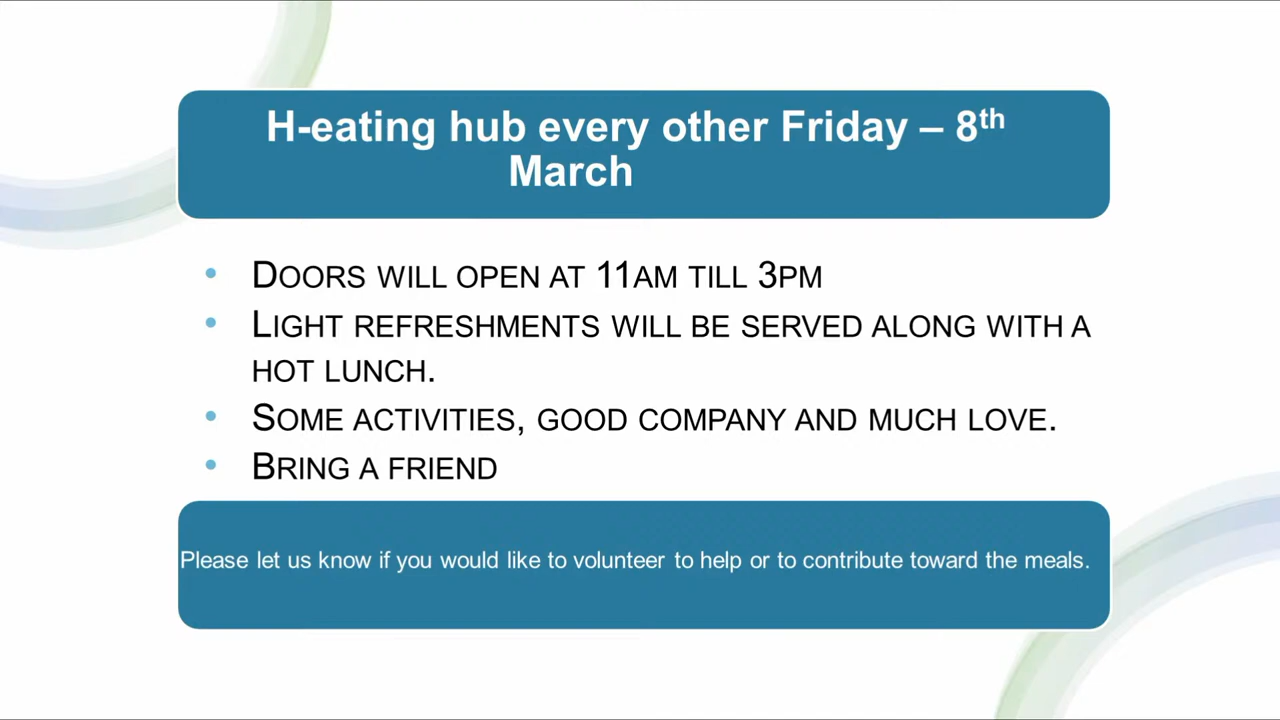 H-eating hub every other Friday – 8th
March
• DOORS WILL OPEN AT 11AM TILL 3PM
• LIGHT REFRESHMENTS WILL BE SERVED ALONG WITH A
HOT LUNCH.
• SOME ACTIVITIES, GOOD COMPANY AND MUCH LOVE.
• BRING A FRIEND
Please let us know if you would like to volunteer to help or to contribute toward the meals.